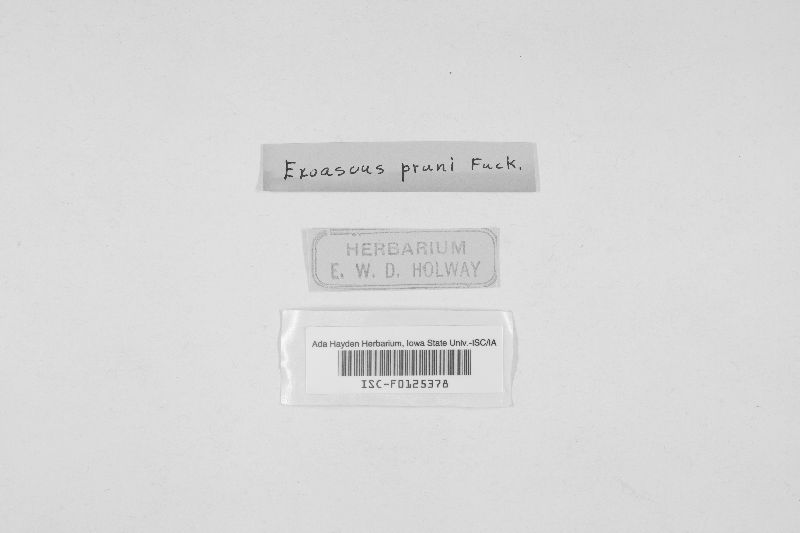 Exoascus pruni Fuck.
HERBARIUM
E. W. D. HOLWAY
Ada Hayden Herbarium, Iowa State Univ.-ISC/IA
ISC-F0125378